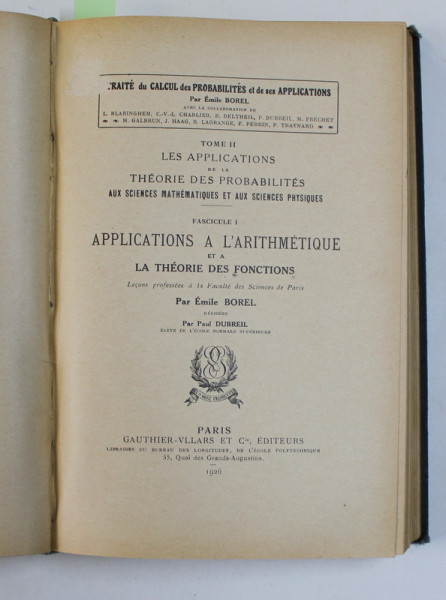 TRAITÉ du CALCUL des PROBABILITÉS et de ses APPLICATIONS
Par Émile BOREL
AVEC LA COLLABORATION DE
L. BLARINGHEM, C.-V.-L. CHARLIER, R. DELTHEIL, P. DUBREIL, M. FRÉCHET
H. GALBRUN, J. HAAG, R. LAGRANGE, F. PERRIN, P. TRAYNARD
TOME II
LES APPLICATIONS
DE LA
THÉORIE DES PROBABILITÉS
AUX SCIENCES MATHÉMATIQUES ET AUX SCIENCES PHYSIQUES
FASCICULE I
APPLICATIONS A L'ARITHMÉTIQUE
ET A
LA THÉORIE DES FONCTIONS
Leçons professées à la Faculté des Sciences de Paris
Par Émile BOREL
RÉDIGÉES
Par Paul DUBREIL
ÉLÈVE DE L'ÉCOLE NORMALE SUPÉRIEURE
PARIS
GAUTHIER-VLLARS ET Cie, ÉDITEURS
LIBRAIRES DU BUREAU DES LONGITUDES, DE L'ÉCOLE POLYTECHNIQUE
55, Quai des Grands-Augustins.
1926